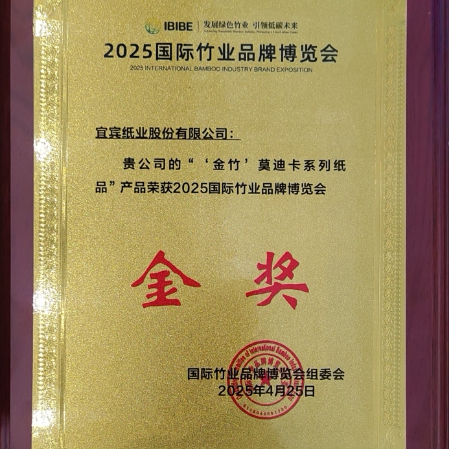 IBIBE 发展绿色竹业 引领低碳未来
2025国际竹业品牌博览会
2025 INTERNATIONAL BAMBOO INDUSTRY BRAND EXPOSITION
宜宾纸业股份有限公司：
贵公司的“‘金竹’莫迪卡系列纸
品”产品荣获2025国际竹业品牌博览会
金 奖
国际竹业品牌博览会组委会
2025年4月25日